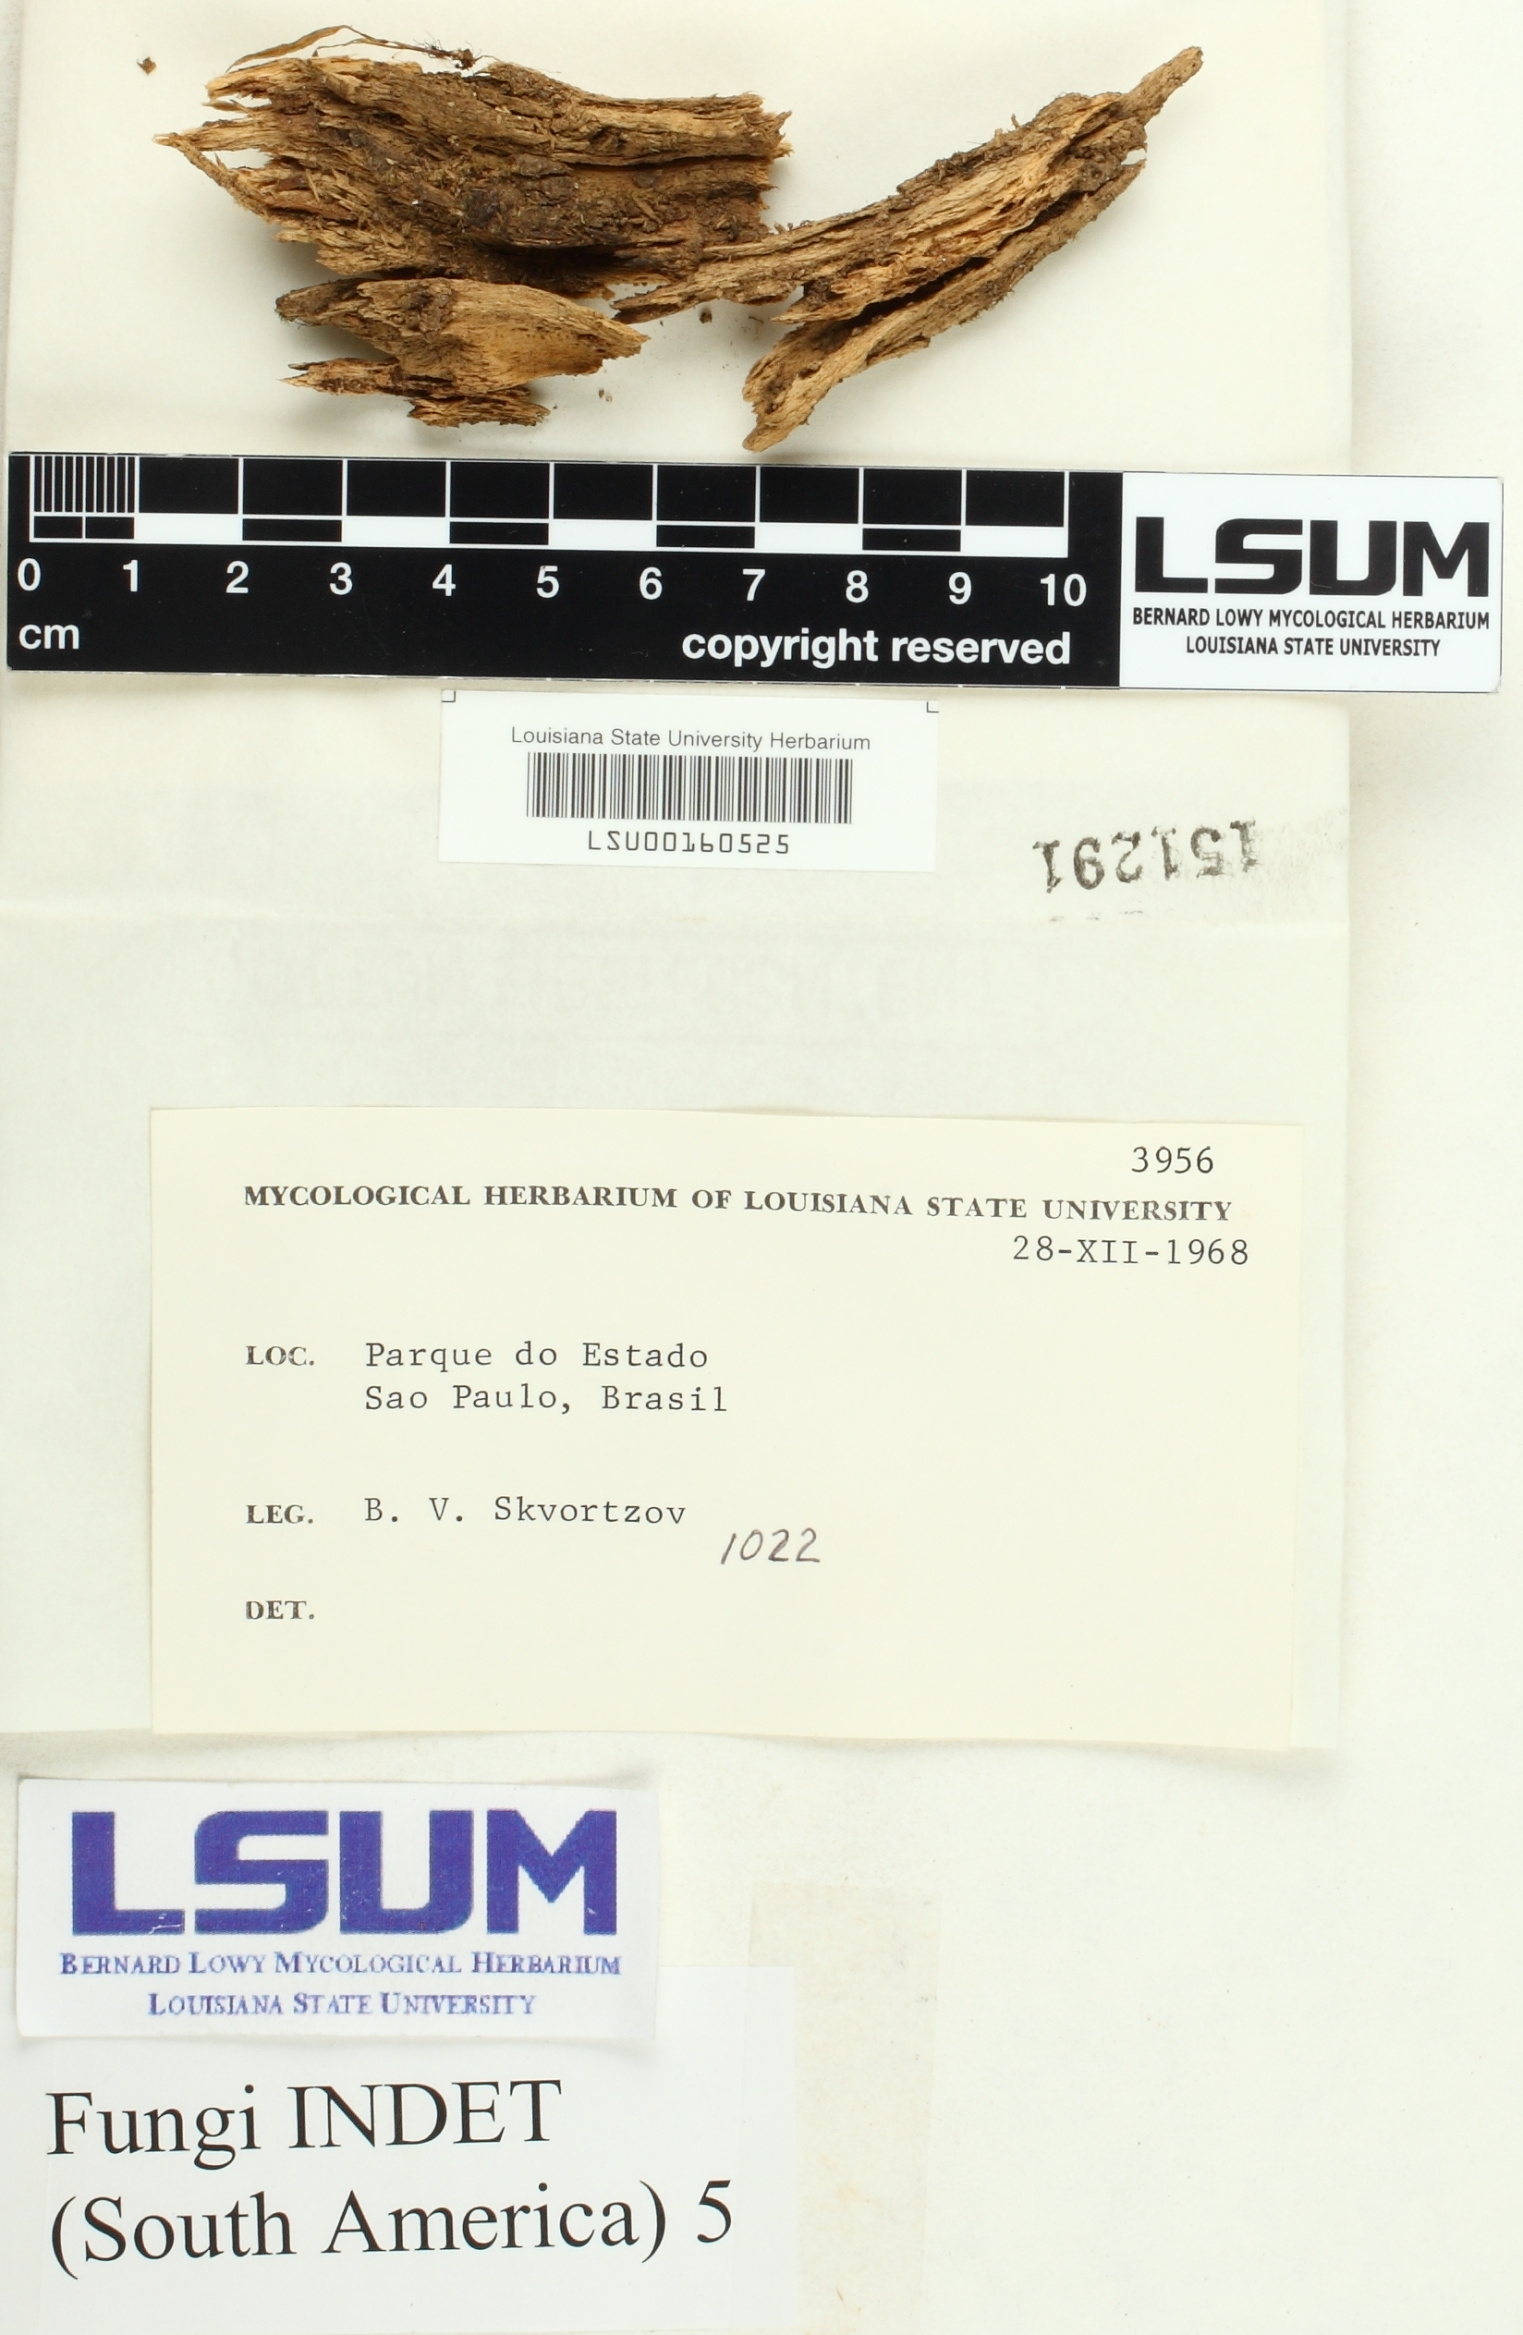 0 1 2 3 4 5 6 7 8 9 10
cm
copyright reserved
LSUM
BERNARD LOWY MYCOLOGICAL HERBARIUM
LOUISIANA STATE UNIVERSITY
Louisiana State University Herbarium
LSU00160525
151291
3956
MYCOLOGICAL HERBARIUM OF LOUISIANA STATE UNIVERSITY
28-XII-1968
LOC. Parque do Estado
Sao Paulo, Brasil
LEG. B. V. Skvortzov
1022
DET.
LSUM
BERNARD LOWY MYCOLOGICAL HERBARIUM
LOUISIANA STATE UNIVERSITY
Fungi INDET
(South America) 5